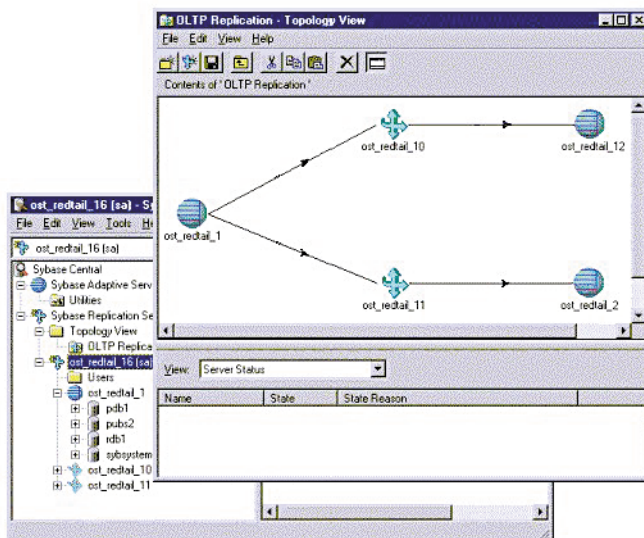 OLTP Replication - Topology View
File Edit View Help
Contents of 'OLTP Replication'
ost_redtail_10
ost_redtail_12
ost_redtail_1
ost_redtail_11
ost_redtail_2
View: Server Status
Name State State Reason
ost_redtail_16 (sa) - Sy
File Edit View Tools He
ost_redtail_16 (sa)
Sybase Central
Sybase Adaptive Serv
Utilities
Sybase Replication Se
Topology View
OLTP Replica
ost_redtail_16 (sa)
Users
ost_redtail_1
pdb1
pubs2
rdb1
sybsystem
ost_redtail_10
ost_redtail_11